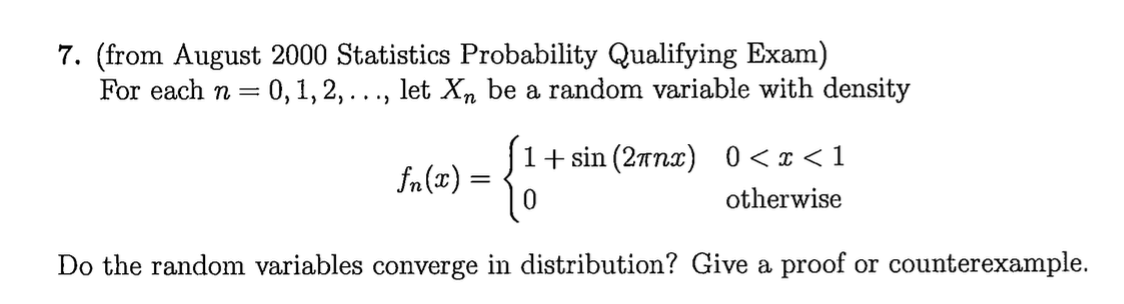 7. (from August 2000 Statistics Probability Qualifying Exam)
For each n = 0, 1, 2, . . ., let Xₙ be a random variable with density
fₙ(x) = { 1 + sin (2πnx) 0 < x < 1
0 otherwise
Do the random variables converge in distribution? Give a proof or counterexample.